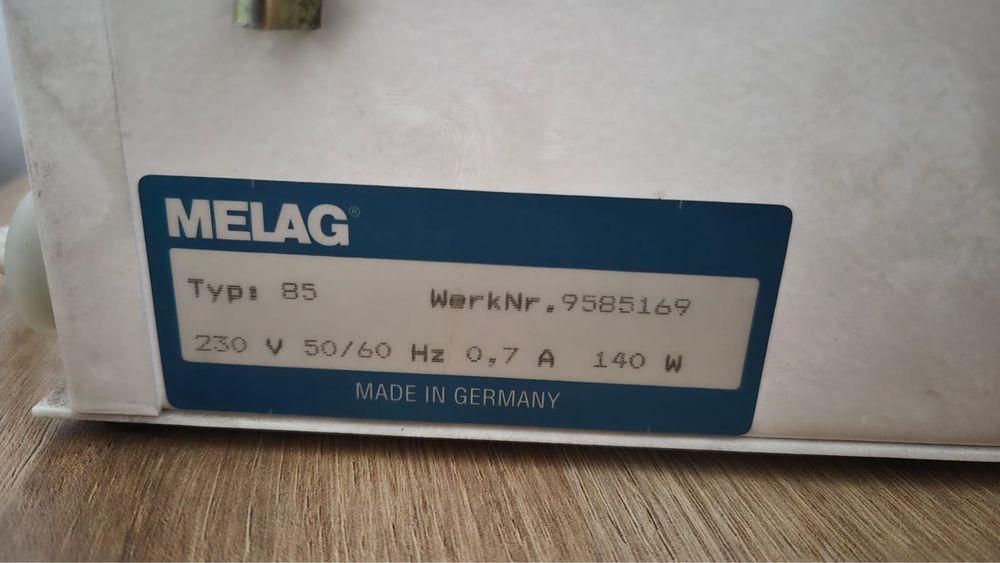 MELAG®
Typ: 85 WerkNr.9585169
230 V 50/60 Hz 0,7 A 140 W
MADE IN GERMANY